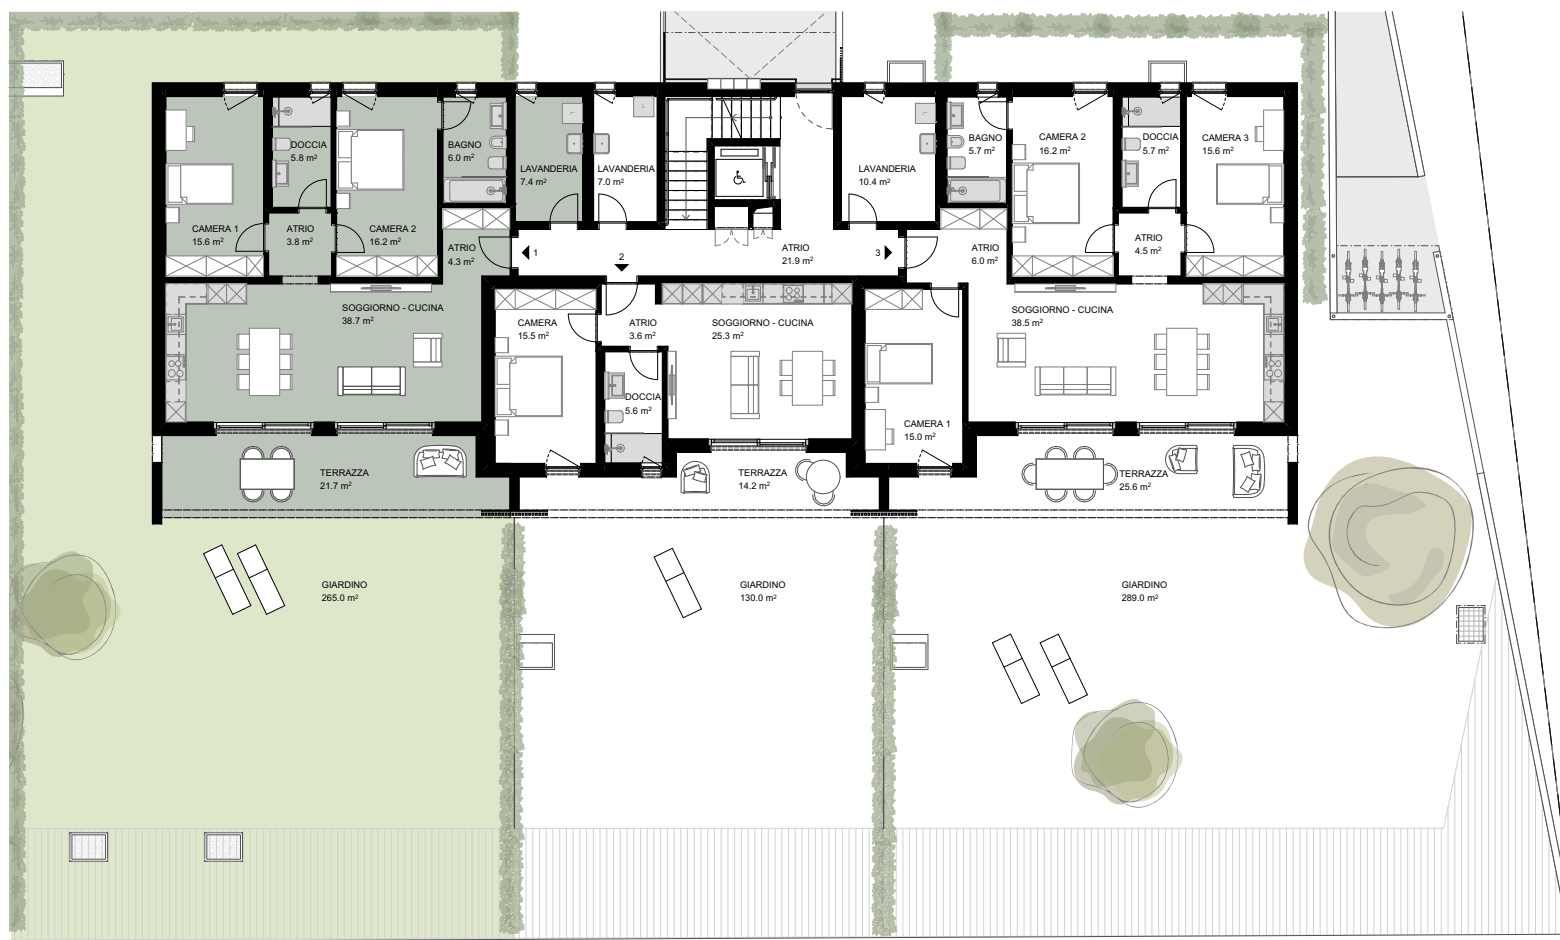 DOCCIA
5.8 m²
BAGNO
6.0 m²
LAVANDERIA
7.4 m²
LAVANDERIA
7.0 m²
LAVANDERIA
10.4 m²
BAGNO
5.7 m²
CAMERA 2
16.2 m²
DOCCIA
5.7 m²
CAMERA 3
15.6 m²
CAMERA 1
15.6 m²
ATRIO
3.8 m²
CAMERA 2
16.2 m²
ATRIO
4.3 m²
1
2
ATRIO
21.9 m²
3
ATRIO
6.0 m²
ATRIO
4.5 m²
SOGGIORNO - CUCINA
38.7 m²
CAMERA
15.5 m²
ATRIO
3.6 m²
SOGGIORNO - CUCINA
25.3 m²
SOGGIORNO - CUCINA
38.5 m²
DOCCIA
5.6 m²
CAMERA 1
15.0 m²
TERRAZZA
21.7 m²
TERRAZZA
14.2 m²
TERRAZZA
25.6 m²
GIARDINO
265.0 m²
GIARDINO
130.0 m²
GIARDINO
289.0 m²